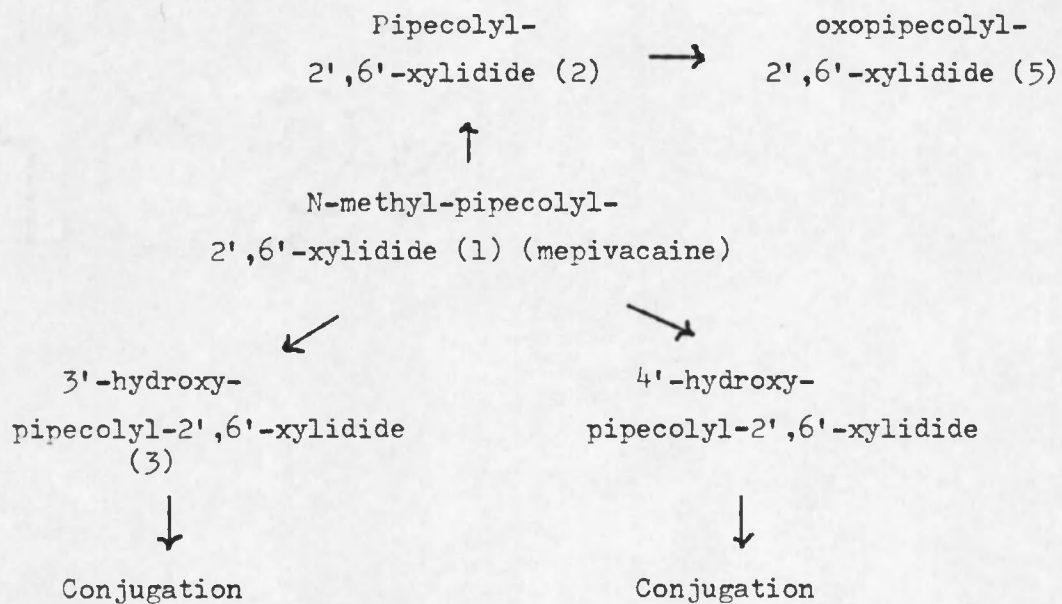 Pipecolyl-
2',6'-xylidide (2)
oxopipecolyl-
2',6'-xylidide (5)
N-methyl-pipecolyl-
2',6'-xylidide (1) (mepivacaine)
3'-hydroxy-
pipecolyl-2',6'-xylidide
(3)
4'-hydroxy-
pipecolyl-2',6'-xylidide
Conjugation
Conjugation